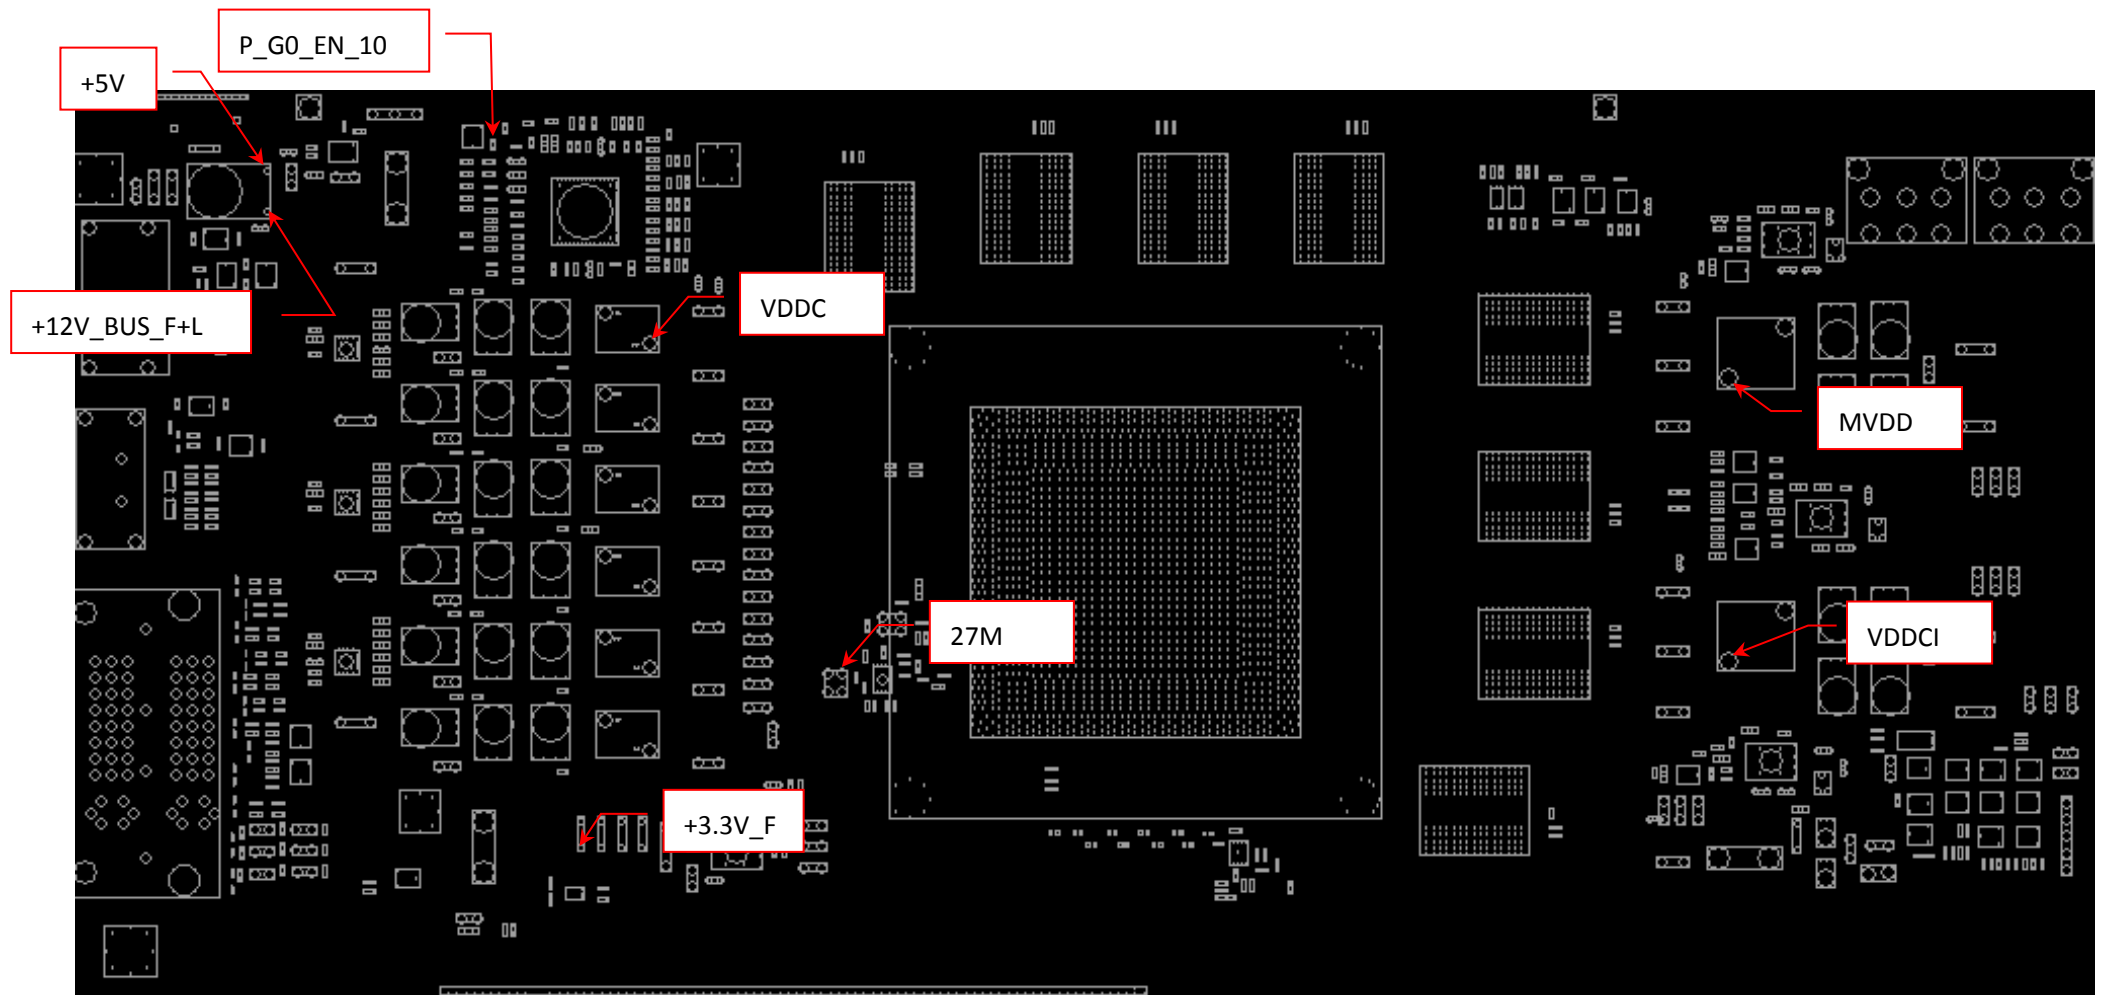 P_G0_EN_10
+5V
VDDC
+12V_BUS_F+L
MVDD
27M
VDDCI
+3.3V_F